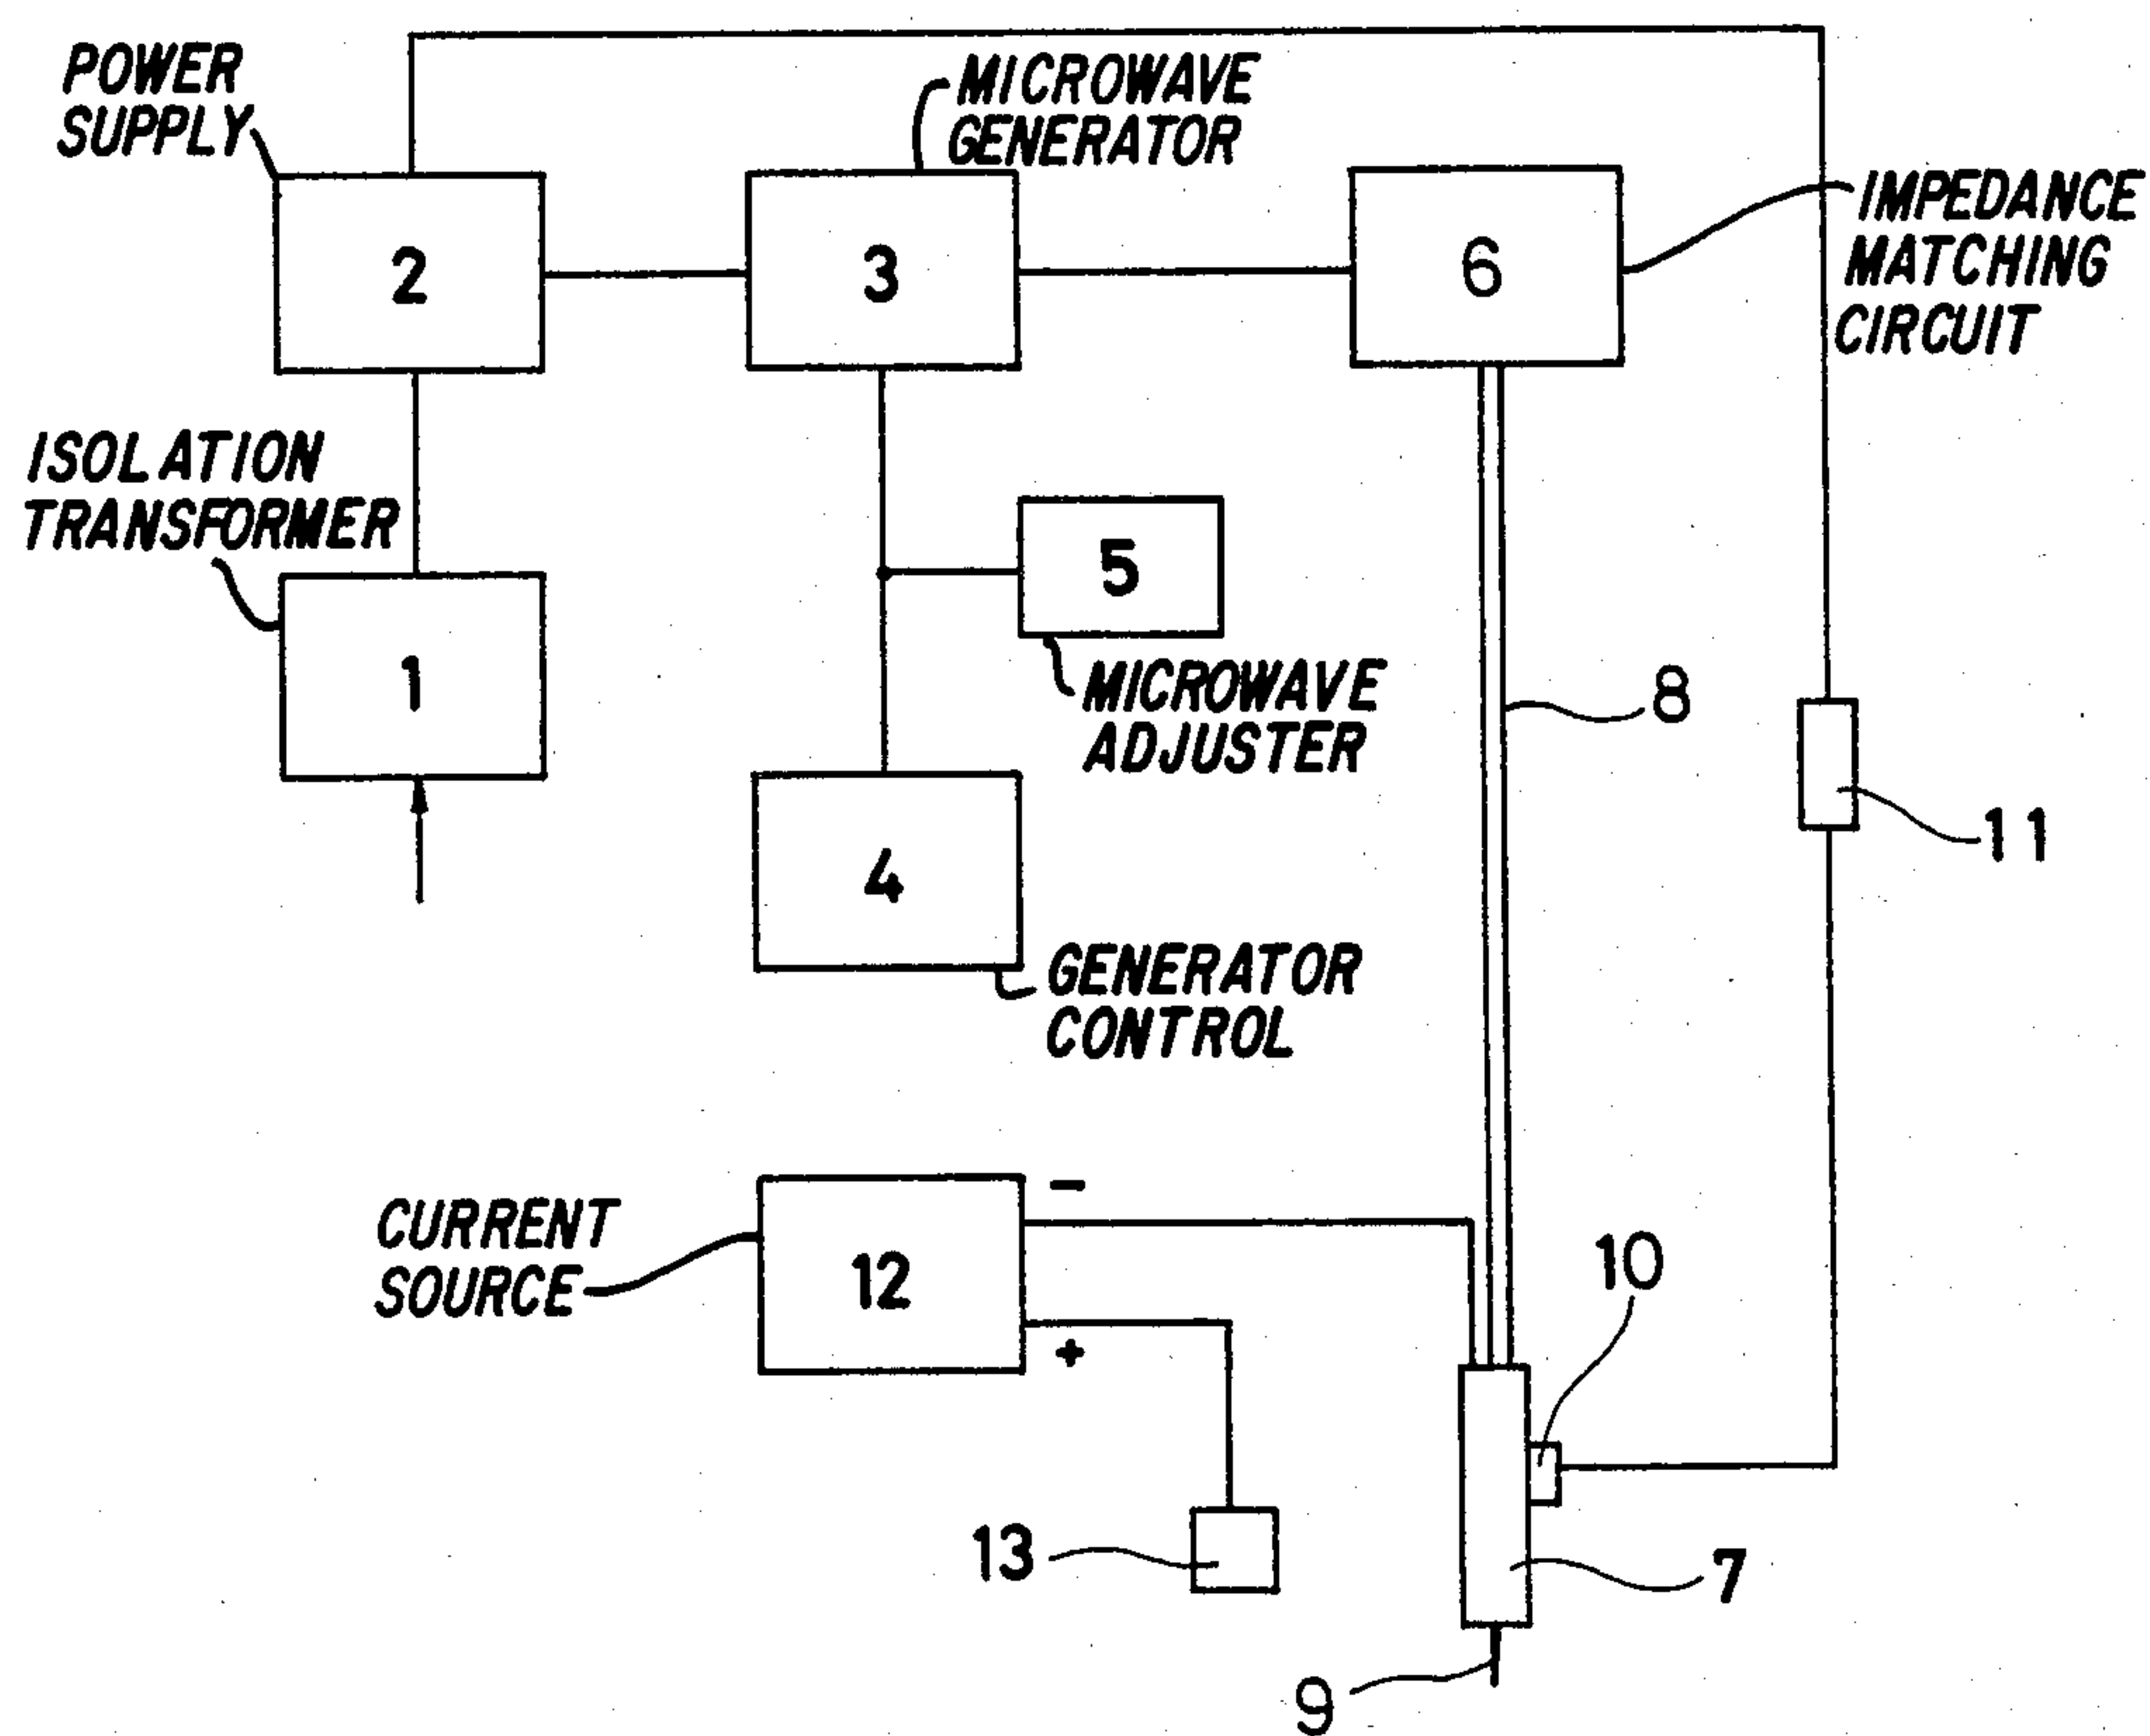 POWER
SUPPLY
MICROWAVE
GENERATOR
IMPEDANCE
MATCHING
CIRCUIT
2
3
6
ISOLATION
TRANSFORMER
1
5
MICROWAVE
ADJUSTER
8
11
4
GENERATOR
CONTROL
CURRENT
SOURCE
12
-
+
10
13
7
9